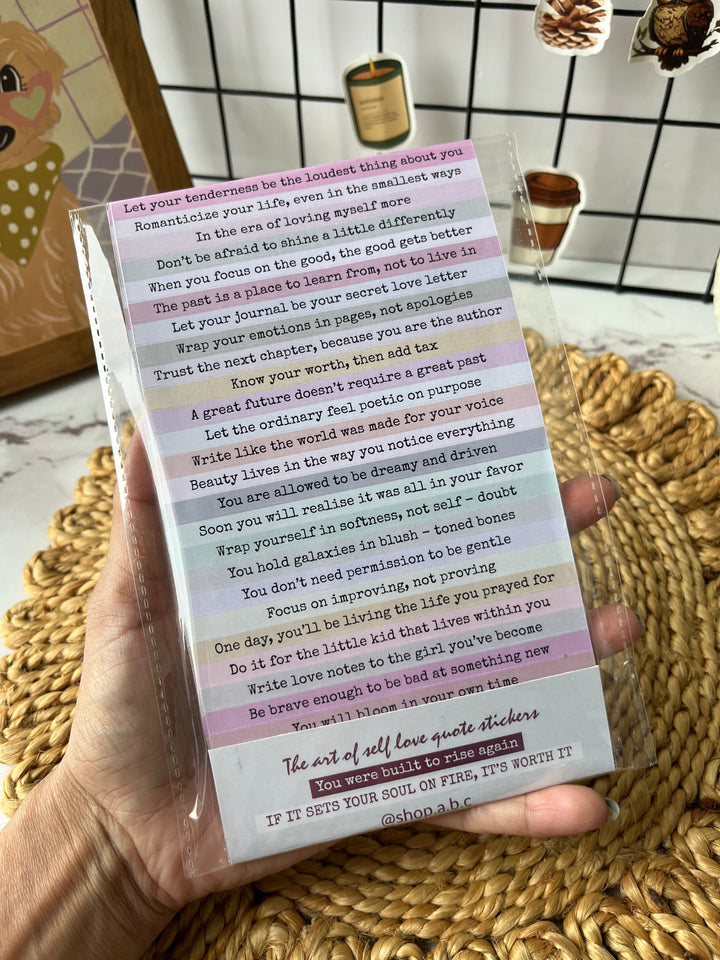 Let your tenderness be the loudest thing about you
Romanticize your life, even in the smallest ways
In the era of loving myself more
Don't be afraid to shine a little differently
When you focus on the good, the good gets better
The past is a place to learn from, not to live in
Let your journal be your secret love letter
Wrap your emotions in pages, not apologies
Trust the next chapter, because you are the author
Know your worth, then add tax
A great future doesn't require a great past
Let the ordinary feel poetic on purpose
Write like the world was made for your voice
Beauty lives in the way you notice everything
You are allowed to be dreamy and driven
Soon you will realise it was all in your favor
Wrap yourself in softness, not self - doubt
You hold galaxies in blush - toned bones
You don't need permission to be gentle
Focus on improving, not proving
One day, you'll be living the life you prayed for
Do it for the little kid that lives within you
Write love notes to the girl you've become
Be brave enough to be bad at something new
You will bloom in your own time
The art of self love quote stickers
You were built to rise again
IF IT SETS YOUR SOUL ON FIRE, IT'S WORTH IT
@shop.a.b.c